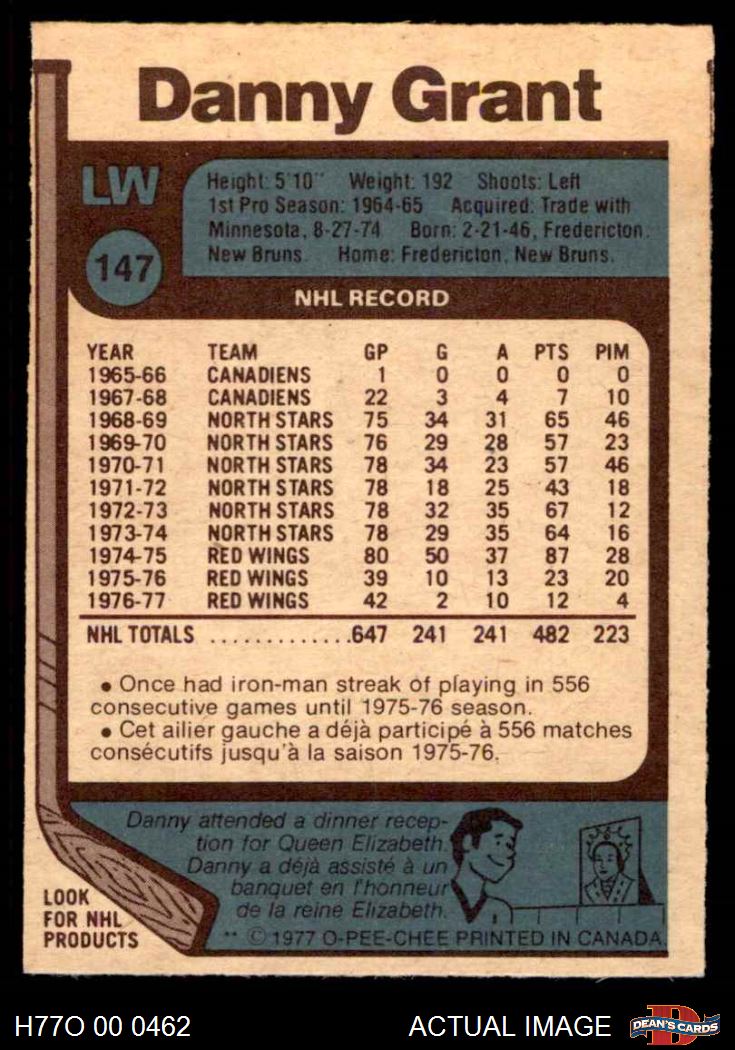 Danny Grant
LW
147
Height: 5'10" Weight: 192 Shoots: Left
1st Pro Season: 1964-65 Acquired: Trade with
Minnesota, 8-27-74 Born: 2-21-46, Fredericton,
New Bruns. Home: Fredericton, New Bruns.
NHL RECORD
YEAR TEAM GP G A PTS PIM
1965-66 CANADIENS 1 0 0 0 0
1967-68 CANADIENS 22 3 4 7 10
1968-69 NORTH STARS 75 34 31 65 46
1969-70 NORTH STARS 76 29 28 57 23
1970-71 NORTH STARS 78 34 23 57 46
1971-72 NORTH STARS 78 18 25 43 18
1972-73 NORTH STARS 78 32 35 67 12
1973-74 NORTH STARS 78 29 35 64 16
1974-75 RED WINGS 80 50 37 87 28
1975-76 RED WINGS 39 10 13 23 20
1976-77 RED WINGS 42 2 10 12 4
NHL TOTALS .............647 241 241 482 223
• Once had iron-man streak of playing in 556
consecutive games until 1975-76 season.
• Cet ailier gauche a déjà participé à 556 matches
consécutifs jusqu'à la saison 1975-76.
Danny attended a dinner recep-
tion for Queen Elizabeth.
Danny a déjà assisté à un
banquet en l'honneur
de la reine Elizabeth.
LOOK
FOR NHL
PRODUCTS
** © 1977 O-PEE-CHEE PRINTED IN CANADA
H77O 00 0462
ACTUAL IMAGE
D
DEAN'S CARDS